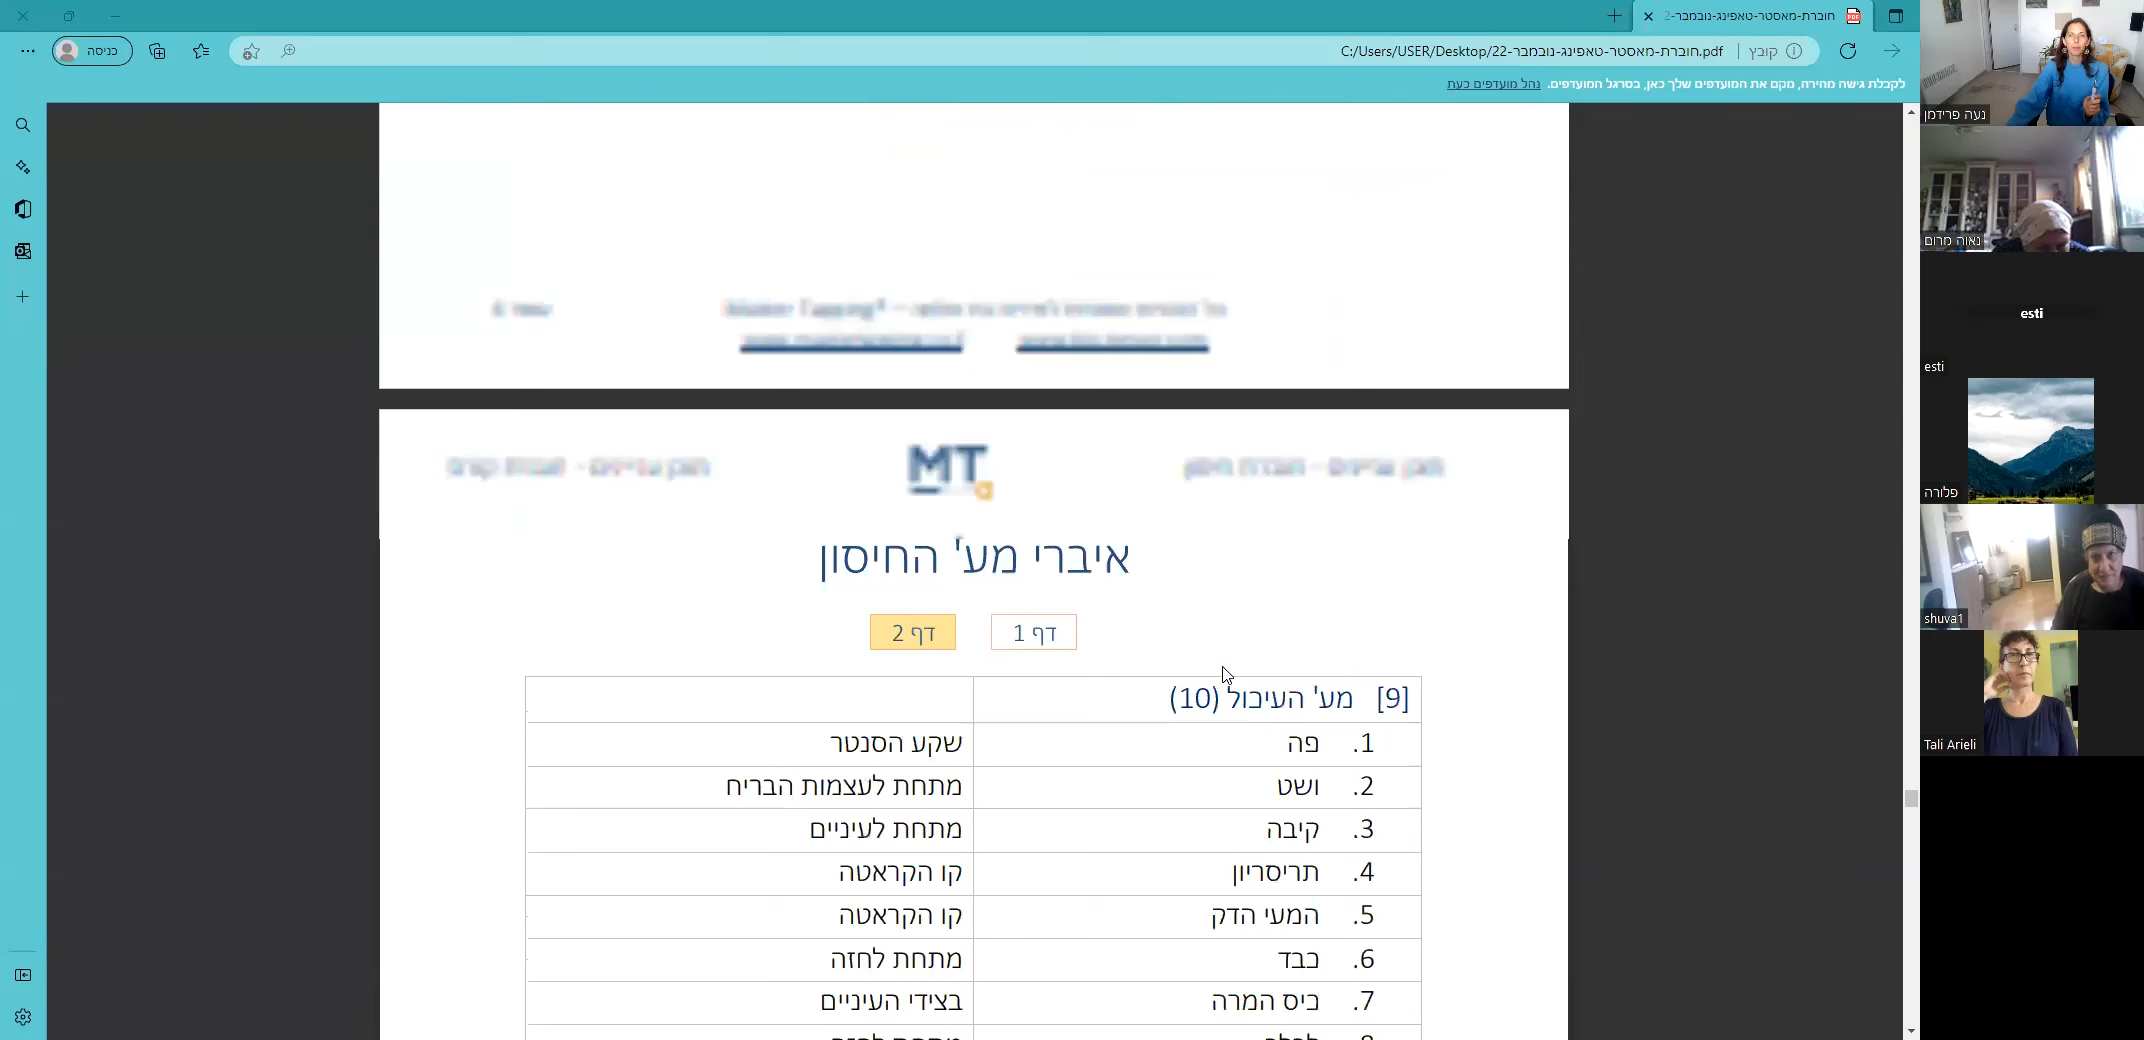 חוברת-מאסטר-טאפינג-נובמבר-2
כניסה
C:/Users/USER/Desktop/22-חוברת-מאסטר-טאפינג-נובמבר.pdf
קובץ
לקבלת גישה מהירה, מקם את המועדפים שלך כאן, בסרגל המועדפים. נהל מועדפים כעת
MT
איברי מע' החיסון
דף 1
דף 2
[9] מע' העיכול (10)
1. פה שקע הסנטר
2. ושט מתחת לעצמות הבריח
3. קיבה מתחת לעיניים
4. תריסריון קו הקראטה
5. המעי הדק קו הקראטה
6. כבד מתחת לחזה
7. כיס המרה בצידי העיניים
נעה פרידמן
נאוה מרום
esti
esti
פלורה
shuva1
Tali Arieli